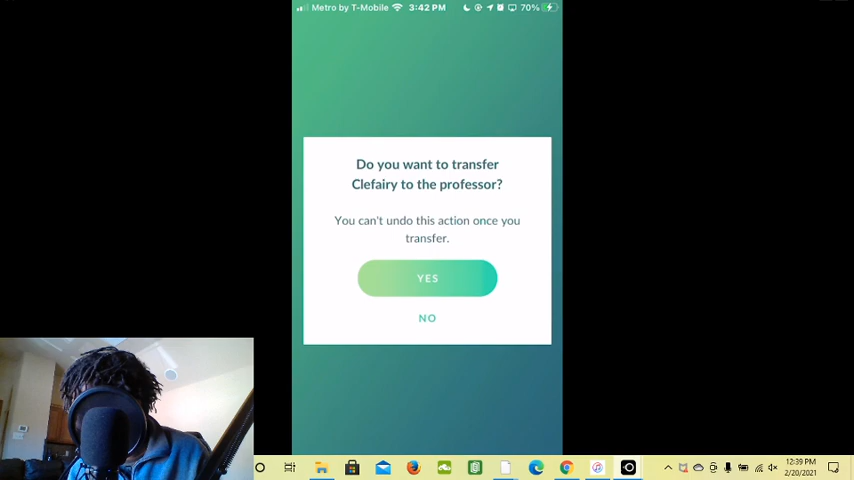 Metro by T-Mobile 3:42 PM 70%
Do you want to transfer
Clefairy to the professor?
You can't undo this action once you
transfer.
YES
NO
12:39 PM
2/20/2021